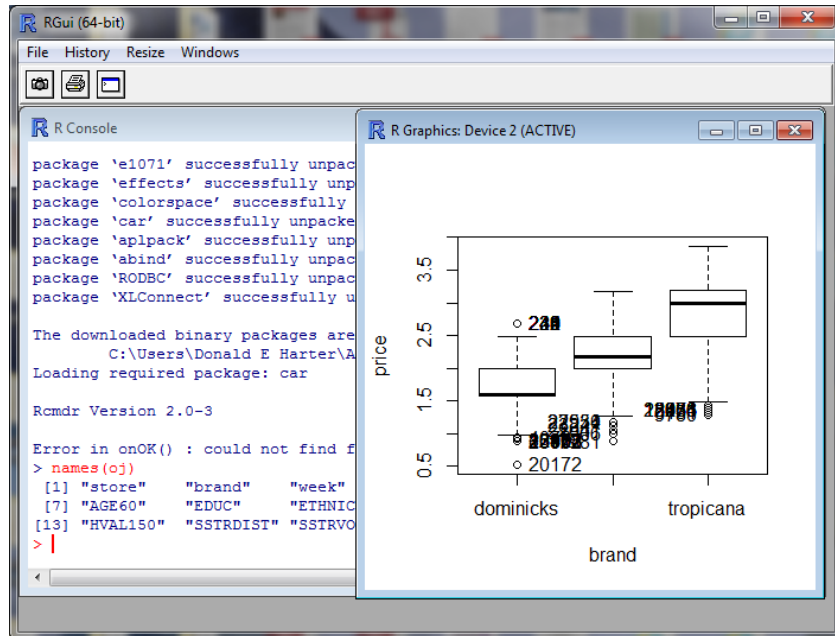 RGui (64-bit)
File History Resize Windows
R Console
package ‘e1071’ successfully unpac
package ‘effects’ successfully unp
package ‘colorspace’ successfully
package ‘car’ successfully unpacke
package ‘aplpack’ successfully unp
package ‘abind’ successfully unpac
package ‘RODBC’ successfully unpac
package ‘XLConnect’ successfully u
The downloaded binary packages are
C:\Users\Donald E Harter\A
Loading required package: car
Rcmdr Version 2.0-3
Error in onOK() : could not find f
> names(oj)
[1] "store" "brand" "week"
[7] "AGE60" "EDUC" "ETHNIC
[13] "HVAL150" "SSTRDIST" "SSTRVO
>
R Graphics: Device 2 (ACTIVE)
price
3.5
2.5
1.5
0.5
20172
dominicks tropicana
brand